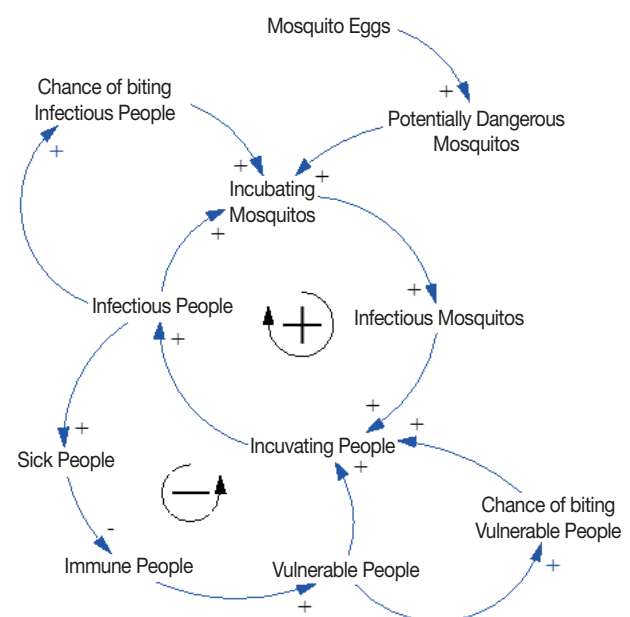 Mosquito Eggs
Chance of biting
Infectious People
+
+
Potentially Dangerous
Mosquitos
+
+
Incubating
Mosquitos
+
+
Infectious People
+
Infectious Mosquitos
+
+
+
+
Incuvating People
+
Sick People
-
Chance of biting
Vulnerable People
+
Immune People
Vulnerable People
+